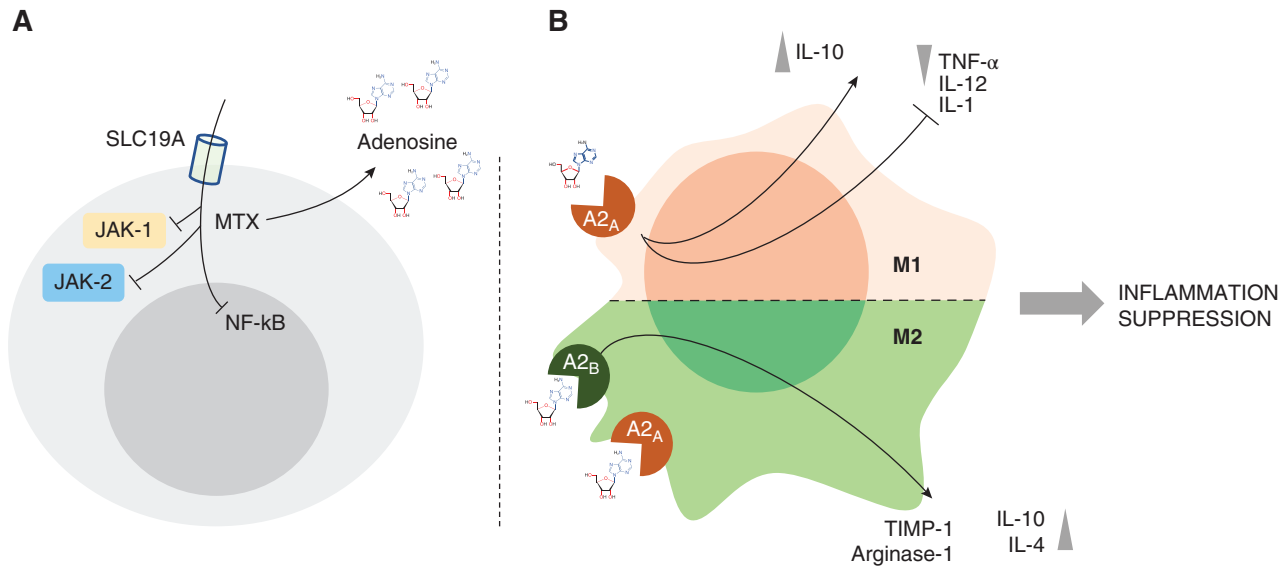 A
SLC19A
Adenosine
JAK-1
MTX
JAK-2
NF-kB
B
IL-10
TNF-α
IL-12
IL-1
A2A
M1
M2
A2B
A2A
TIMP-1
Arginase-1
IL-10
IL-4
INFLAMMATION
SUPPRESSION